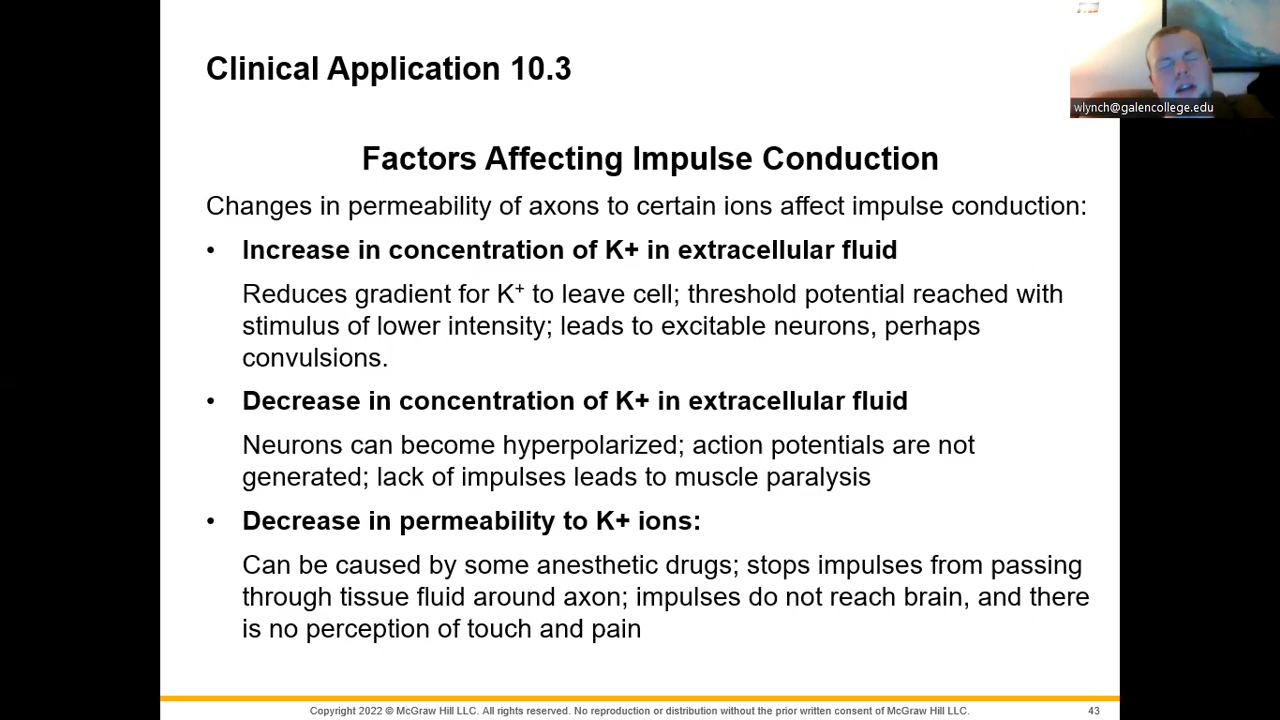 Clinical Application 10.3
wlynch@galencollege.edu
Factors Affecting Impulse Conduction
Changes in permeability of axons to certain ions affect impulse conduction:
• Increase in concentration of K+ in extracellular fluid
Reduces gradient for K⁺ to leave cell; threshold potential reached with
stimulus of lower intensity; leads to excitable neurons, perhaps
convulsions.
• Decrease in concentration of K+ in extracellular fluid
Neurons can become hyperpolarized; action potentials are not
generated; lack of impulses leads to muscle paralysis
• Decrease in permeability to K+ ions:
Can be caused by some anesthetic drugs; stops impulses from passing
through tissue fluid around axon; impulses do not reach brain, and there
is no perception of touch and pain
Copyright 2022 © McGraw Hill LLC. All rights reserved. No reproduction or distribution without the prior written consent of McGraw Hill LLC.
43